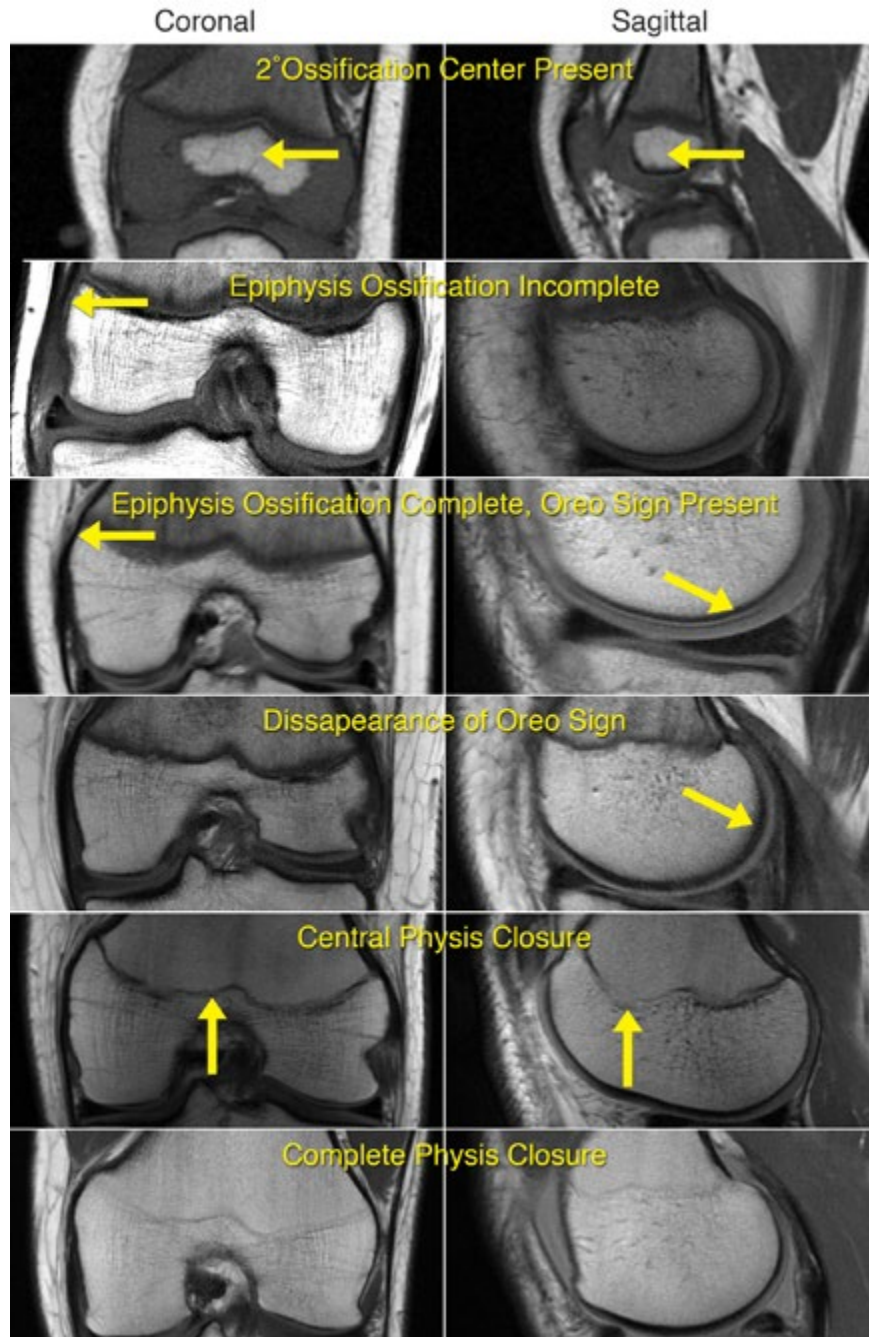 Coronal
Sagittal
2°Ossification Center Present
Epiphysis Ossification Incomplete
Epiphysis Ossification Complete, Oreo Sign Present
Dissapearance of Oreo Sign
Central Physis Closure
Complete Physis Closure